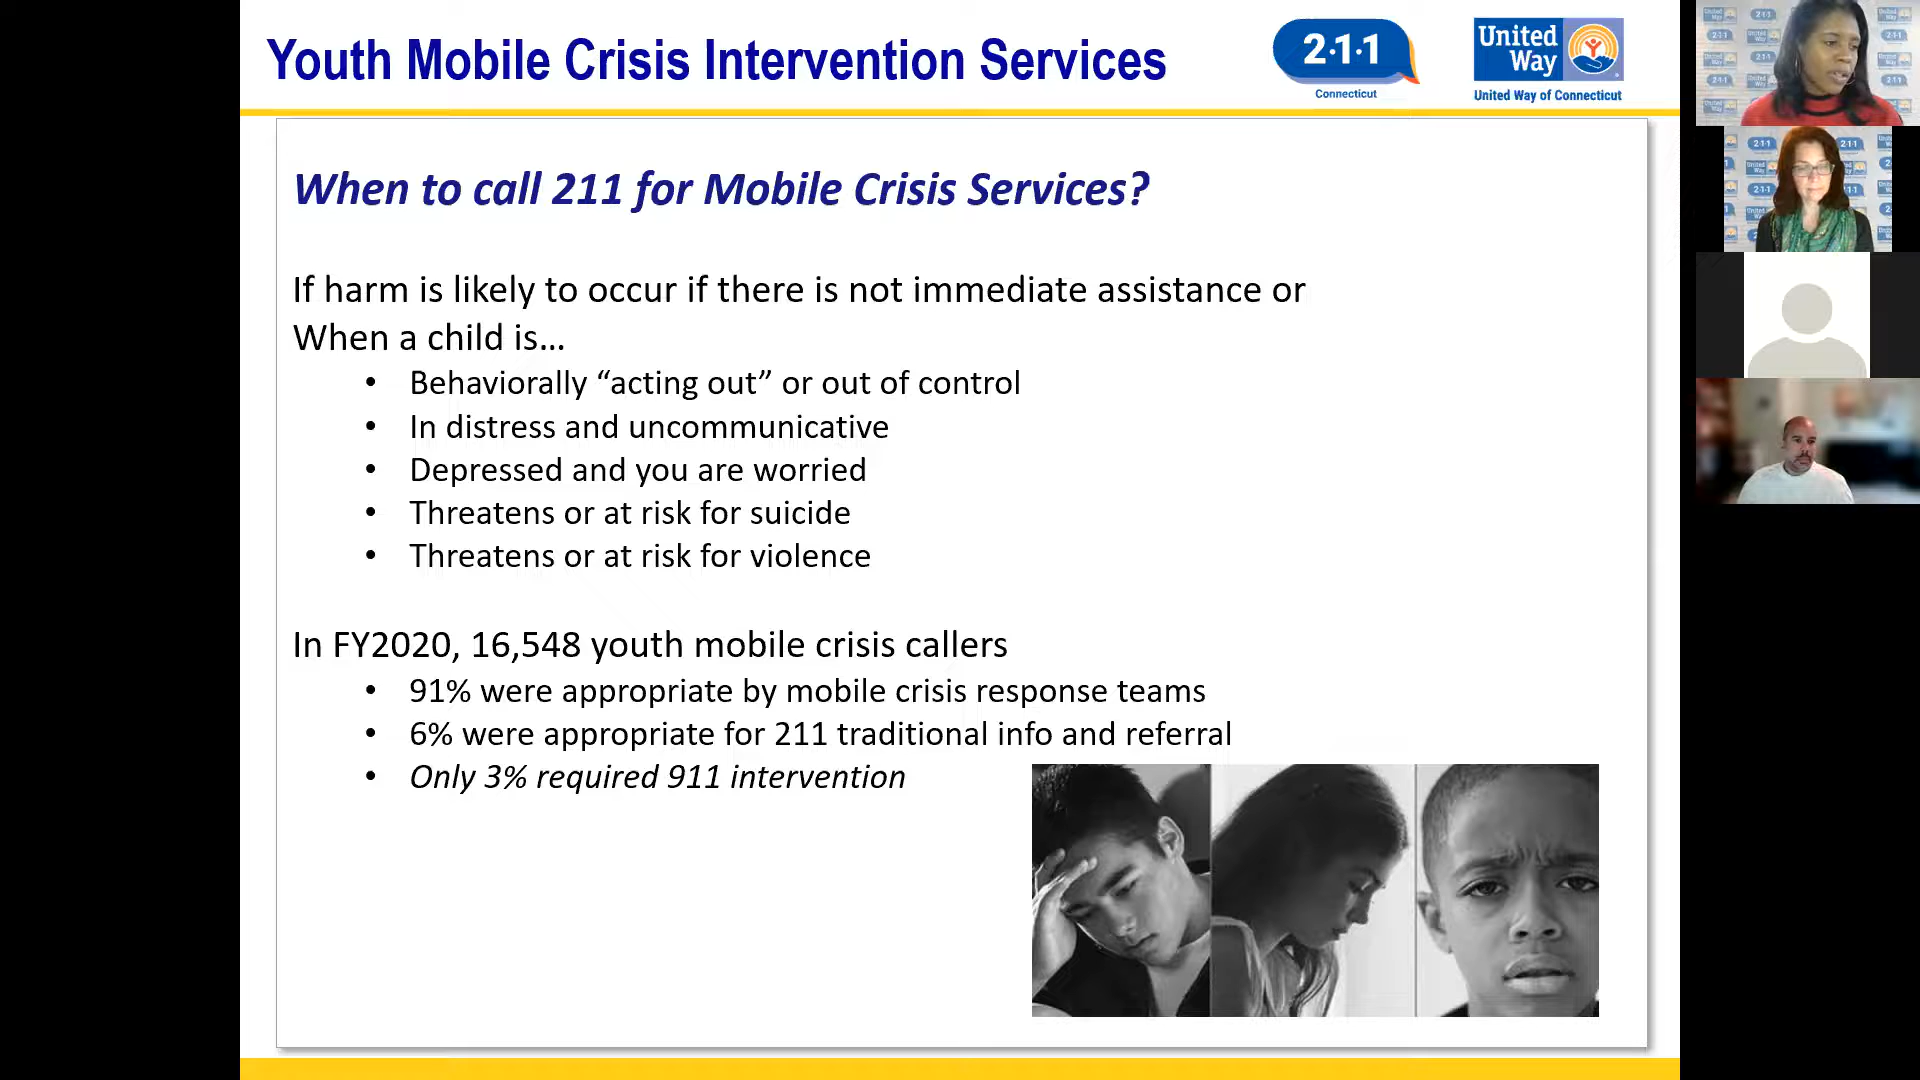 Youth Mobile Crisis Intervention Services
2·1·1
Connecticut
United
Way
United Way of Connecticut
When to call 211 for Mobile Crisis Services?
If harm is likely to occur if there is not immediate assistance or
When a child is…
• Behaviorally “acting out” or out of control
• In distress and uncommunicative
• Depressed and you are worried
• Threatens or at risk for suicide
• Threatens or at risk for violence
In FY2020, 16,548 youth mobile crisis callers
• 91% were appropriate by mobile crisis response teams
• 6% were appropriate for 211 traditional info and referral
• Only 3% required 911 intervention